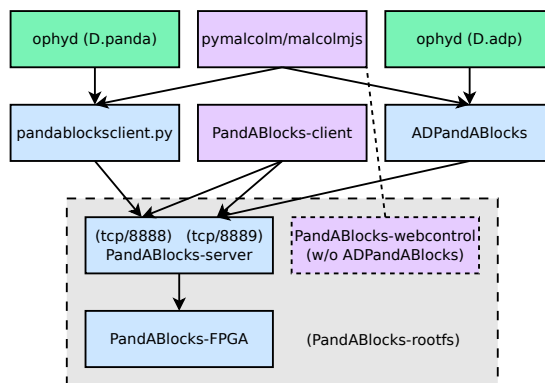 ophyd (D.panda)
pymalcolm/malcolmjs
ophyd (D.adp)
pandablocksclient.py
PandABlocks-client
ADPandABlocks
(tcp/8888) (tcp/8889)
PandABlocks-server
PandABlocks-webcontrol
(w/o ADPandABlocks)
PandABlocks-FPGA
(PandABlocks-rootfs)